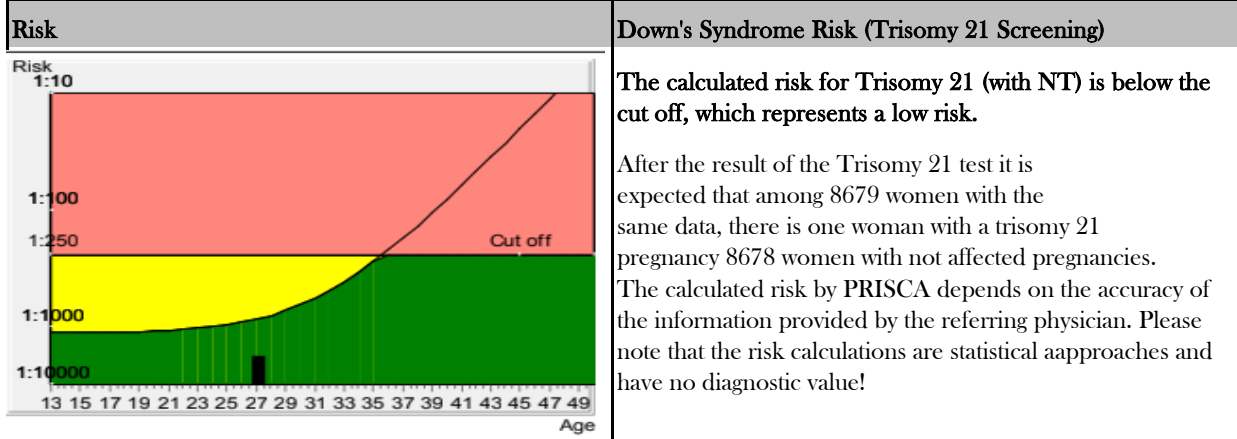 Risk
Risk
1:10
1:100
1:250
Cut off
1:1000
1:10000
13 15 17 19 21 23 25 27 29 31 33 35 37 39 41 43 45 47 49
Age
Down's Syndrome Risk (Trisomy 21 Screening)
The calculated risk for Trisomy 21 (with NT) is below the
cut off, which represents a low risk.
After the result of the Trisomy 21 test it is
expected that among 8679 women with the
same data, there is one woman with a trisomy 21
pregnancy 8678 women with not affected pregnancies.
The calculated risk by PRISCA depends on the accuracy of
the information provided by the referring physician. Please
note that the risk calculations are statistical aapproaches and
have no diagnostic value!